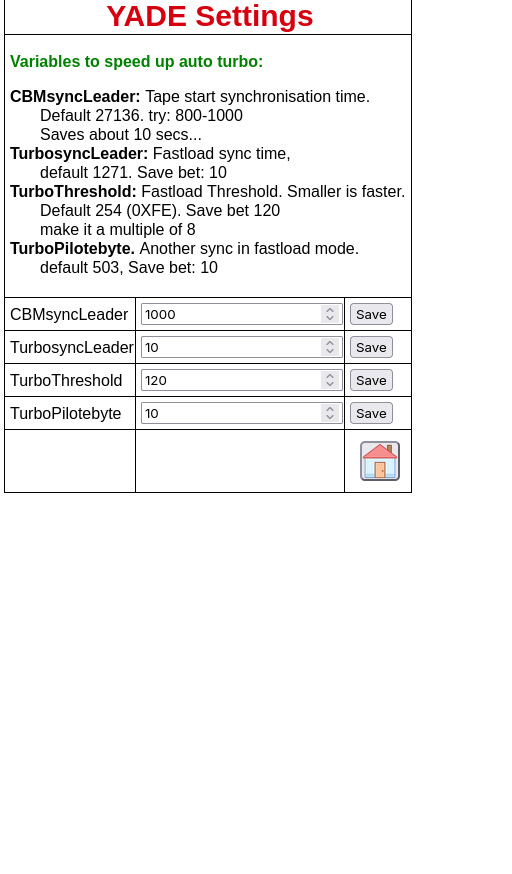 YADE Settings
Variables to speed up auto turbo:
CBMsyncLeader: Tape start synchronisation time.
Default 27136. try: 800-1000
Saves about 10 secs...
TurbosyncLeader: Fastload sync time,
default 1271. Save bet: 10
TurboThreshold: Fastload Threshold. Smaller is faster.
Default 254 (0XFE). Save bet 120
make it a multiple of 8
TurboPilotebyte. Another sync in fastload mode.
default 503, Save bet: 10
CBMsyncLeader 1000 Save
TurbosyncLeader 10 Save
TurboThreshold 120 Save
TurboPilotebyte 10 Save